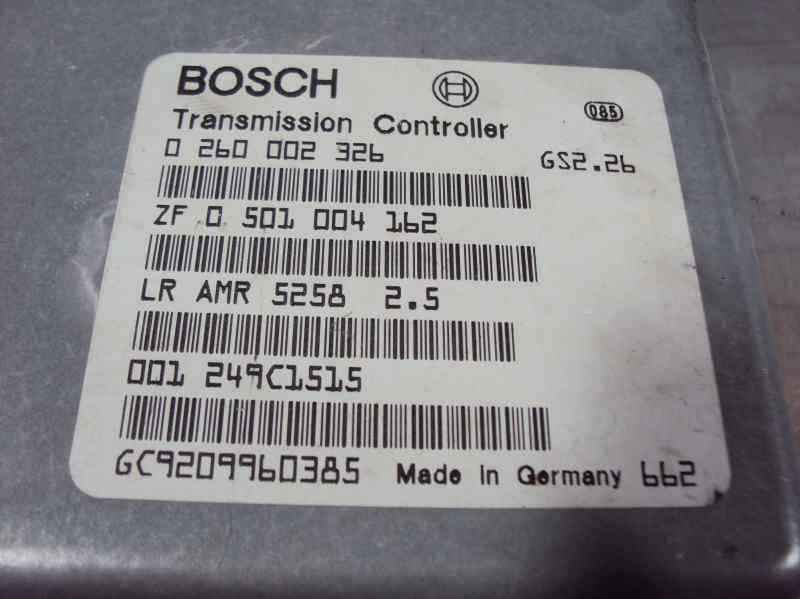 BOSCH
085
Transmission Controller
0 260 002 326 GS2.26
ZF 0 501 004 162
LR AMR 5258 2.5
001 249C1515
GC9209960385 Made in Germany 662